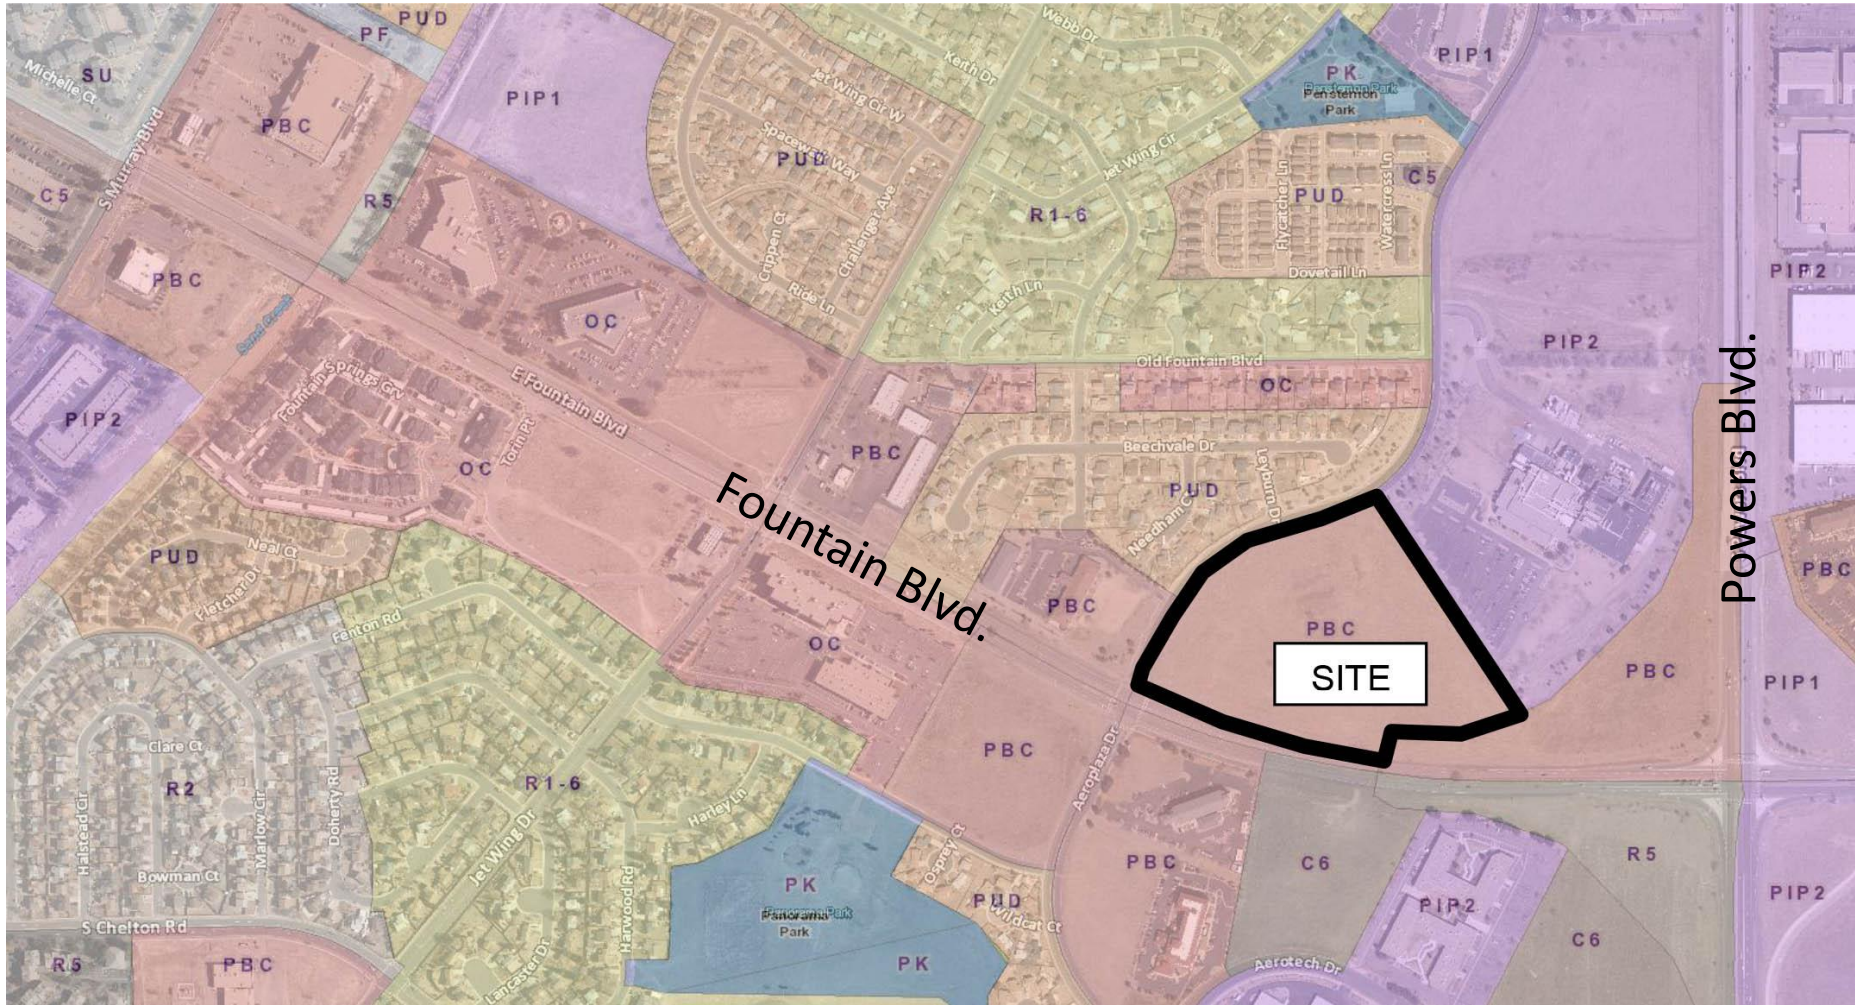 PUD
PF
SU
Michelle Ct
S Murray Blvd
PBC
PIP1
C5
R5
PBC
Sand Creek
PIP2
Jet Wing Cir W
Spaceway Way
PUD
Crippen Ct
Challenger Ave
Ride Ln
OC
Webb Dr
Keith Dr
Jet Wing Cir
R1-6
Keith Ln
PK
Penstemon Park
Penstemon
Park
PIP1
C5
PUD
Flycatcher Ln
Watercress Ln
Dovetail Ln
PIP2
PIP2
Powers Blvd.
Old Fountain Blvd
OC
Fountain Springs Grv
E Fountain Blvd
Torin Pt
OC
PBC
Beechvale Dr
PUD
Leyburn Dr
Needham Ct
Fountain Blvd.
PUD
Neal Ct
Fletcher Dr
Fenton Rd
PBC
OC
PBC
SITE
PBC
PBC
PIP1
PBC
Aeroplaza Dr
Clare Ct
R2
Halstead Cir
Marlow Cir
Doherty Rd
Bowman Ct
S Chelton Rd
R5
PBC
R1-6
Jet Wing Dr
Harley Ln
Harwood Rd
Lancaster Dr
PK
Panorama Park
Panorama
Park
PK
Osprey Ct
PUD
Wildcat Ct
PBC
C6
PIP2
R5
C6
PIP2
Aerotech Dr